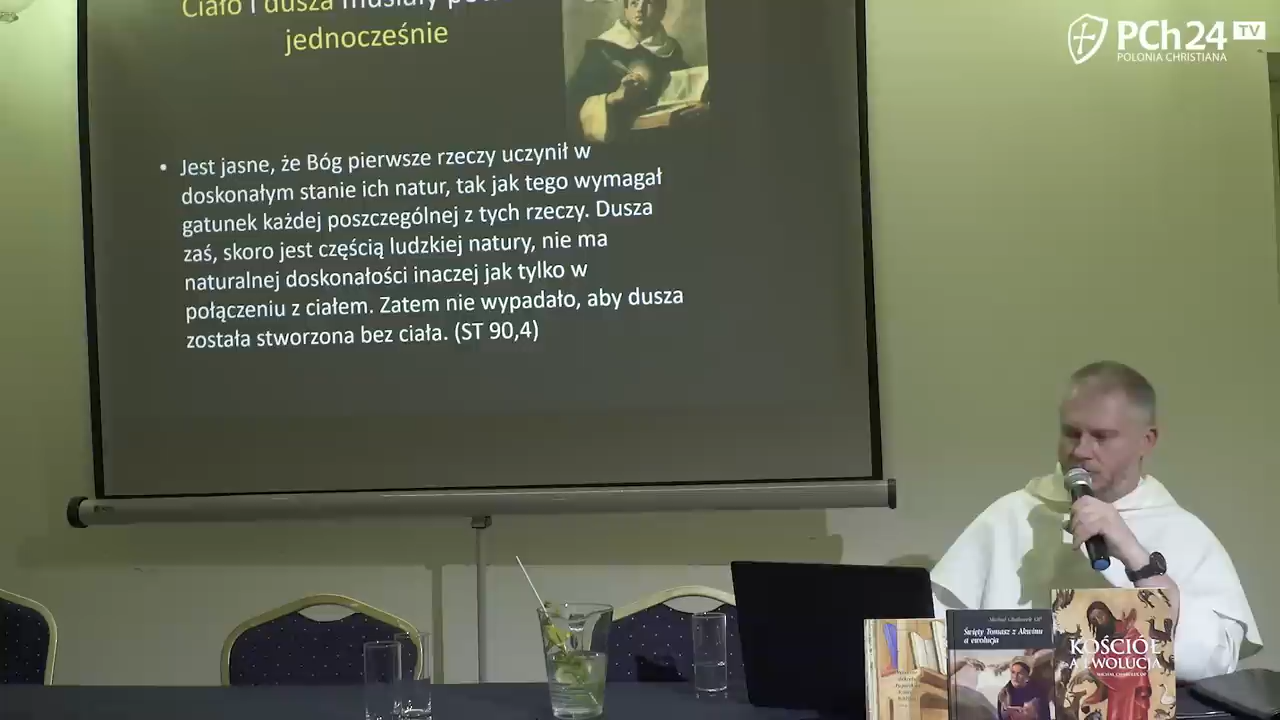 Ciało i dusza musiały
jednocześnie
• Jest jasne, że Bóg pierwsze rzeczy uczynił w
doskonałym stanie ich natur, tak jak tego wymagał
gatunek każdej poszczególnej z tych rzeczy. Dusza
zaś, skoro jest częścią ludzkiej natury, nie ma
naturalnej doskonałości inaczej jak tylko w
połączeniu z ciałem. Zatem nie wypadało, aby dusza
została stworzona bez ciała. (ST 90,4)
PCh24 TV
POLONIA CHRISTIANA
Święty Tomasz z Akwinu
a ewolucja
KOŚCIÓŁ
A EWOLUCJA